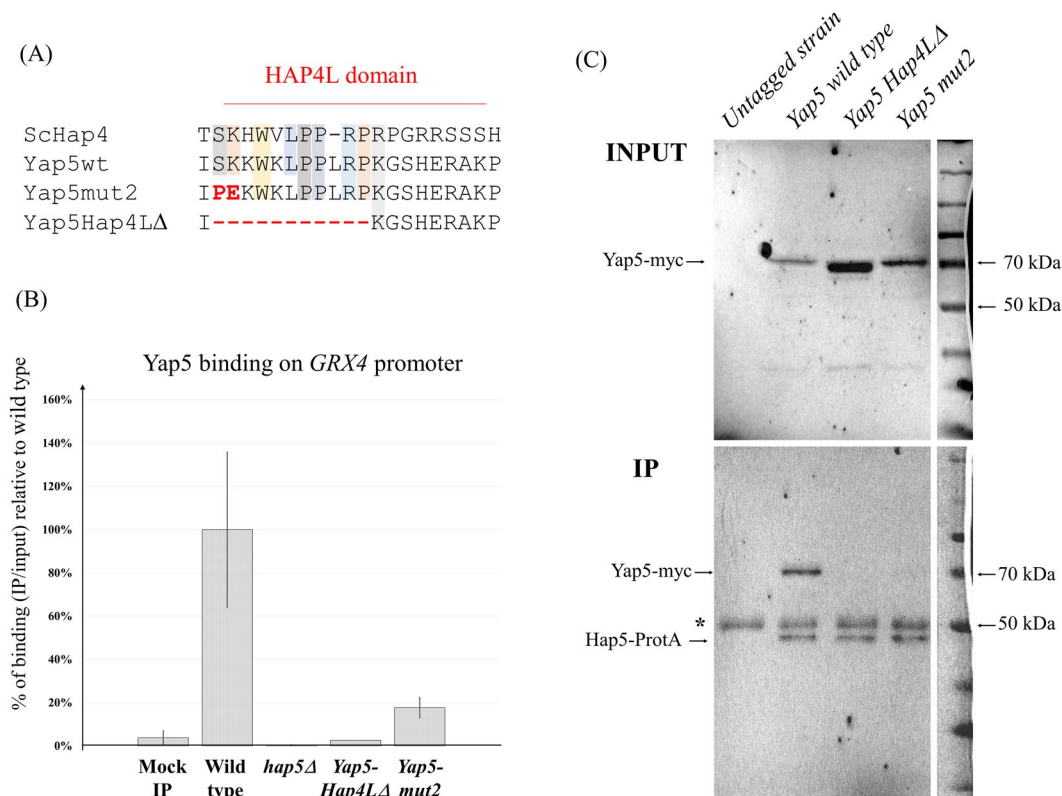 (A)
HAP4L domain
ScHap4 TSKHWVLPP-RPRPGRRSSSH
Yap5wt ISKKWKLPPLRPKGSHERAKP
Yap5mut2 IPEKWKLPPLRPKGSHERAKP
Yap5Hap4LΔ I-----------KGSHERAKP
(B)
Yap5 binding on GRX4 promoter
% of binding (IP/input) relative to wild type
160%
140%
120%
100%
80%
60%
40%
20%
0%
Mock IP
Wild type
hap5Δ
Yap5-Hap4LΔ
Yap5-mut2
(C)
Untagged strain
Yap5 wild type
Yap5 Hap4LΔ
Yap5 mut2
INPUT
Yap5-myc
70 kDa
50 kDa
IP
Yap5-myc
70 kDa
*
50 kDa
Hap5-ProtA